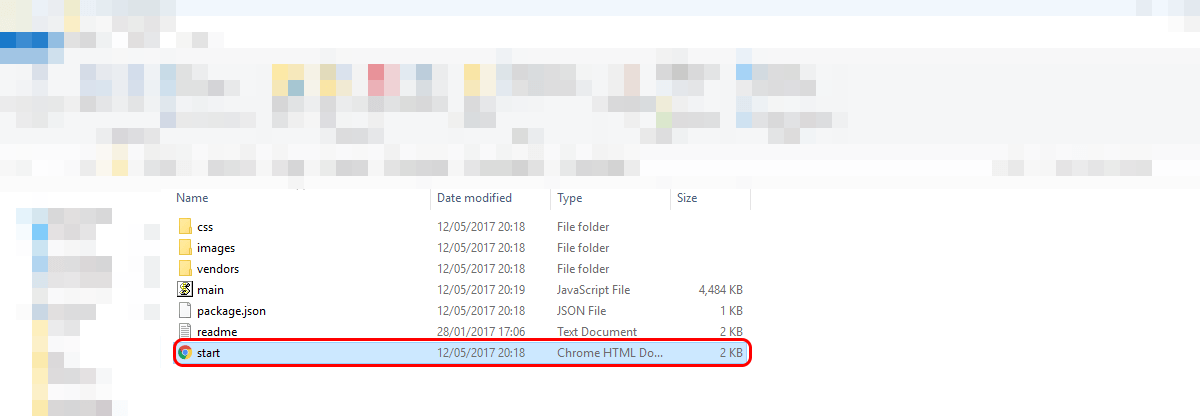 Name Date modified Type Size
css 12/05/2017 20:18 File folder
images 12/05/2017 20:18 File folder
vendors 12/05/2017 20:18 File folder
main 12/05/2017 20:19 JavaScript File 4,484 KB
package.json 12/05/2017 20:18 JSON File 1 KB
readme 28/01/2017 17:06 Text Document 2 KB
start 12/05/2017 20:18 Chrome HTML Do... 2 KB